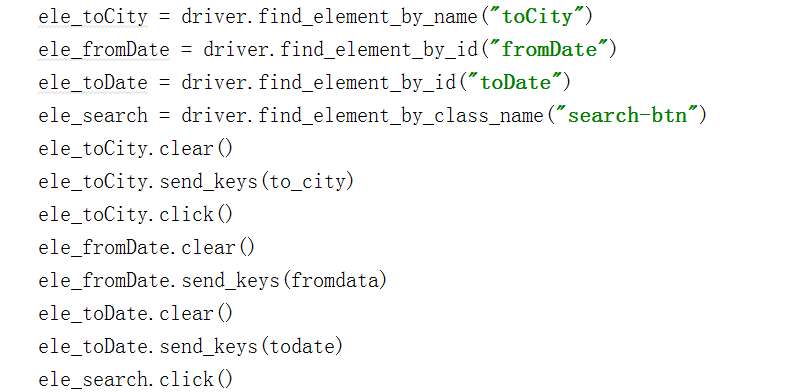 ele_toCity = driver.find_element_by_name("toCity")
ele_fromDate = driver.find_element_by_id("fromDate")
ele_toDate = driver.find_element_by_id("toDate")
ele_search = driver.find_element_by_class_name("search-btn")
ele_toCity.clear()
ele_toCity.send_keys(to_city)
ele_toCity.click()
ele_fromDate.clear()
ele_fromDate.send_keys(fromdata)
ele_toDate.clear()
ele_toDate.send_keys(todate)
ele_search.click()